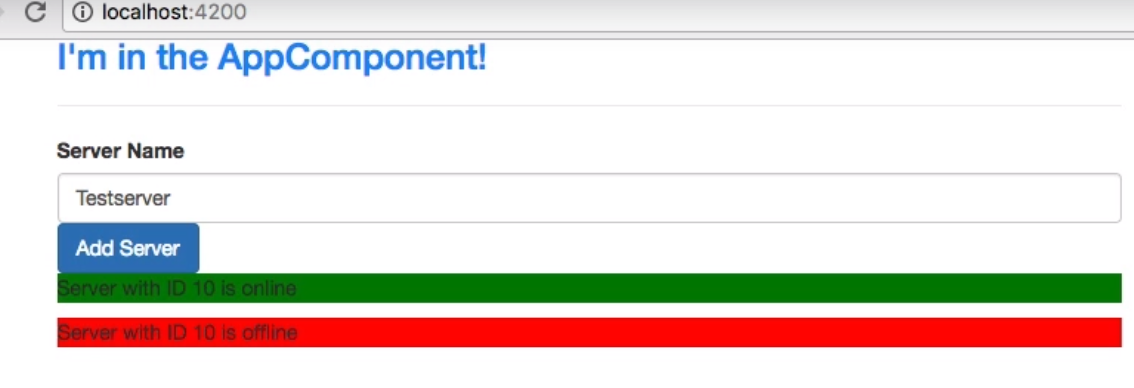 localhost:4200
I'm in the AppComponent!
Server Name
Testserver
Add Server
Server with ID 10 is online
Server with ID 10 is offline